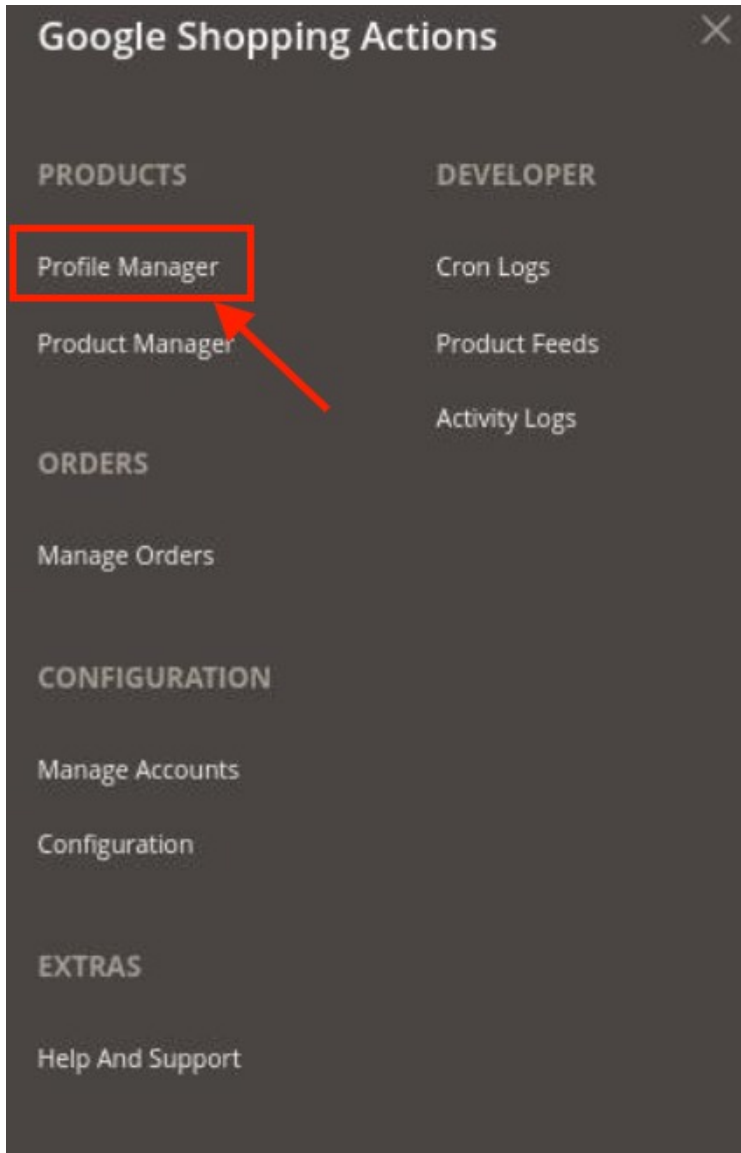 Google Shopping Actions
PRODUCTS
Profile Manager
Product Manager
ORDERS
Manage Orders
CONFIGURATION
Manage Accounts
Configuration
EXTRAS
Help And Support
DEVELOPER
Cron Logs
Product Feeds
Activity Logs